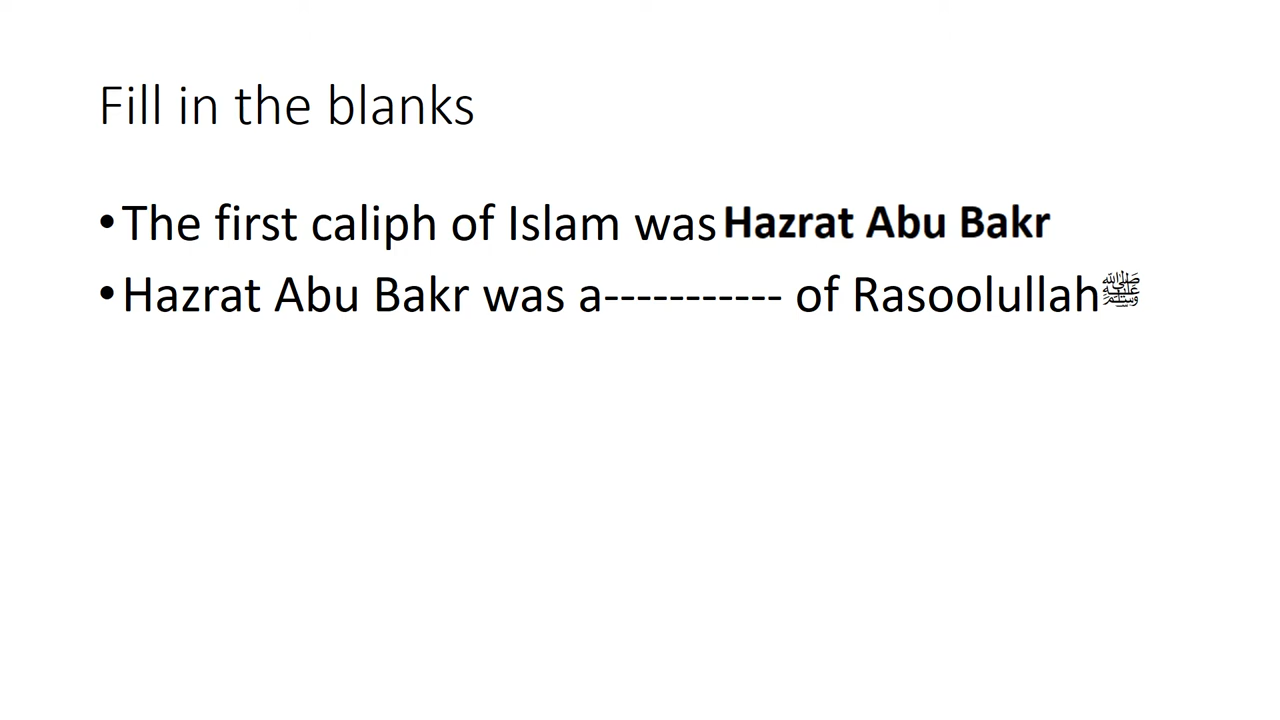 Fill in the blanks
•The first caliph of Islam was Hazrat Abu Bakr
•Hazrat Abu Bakr was a----------- of Rasoolullahﷺ